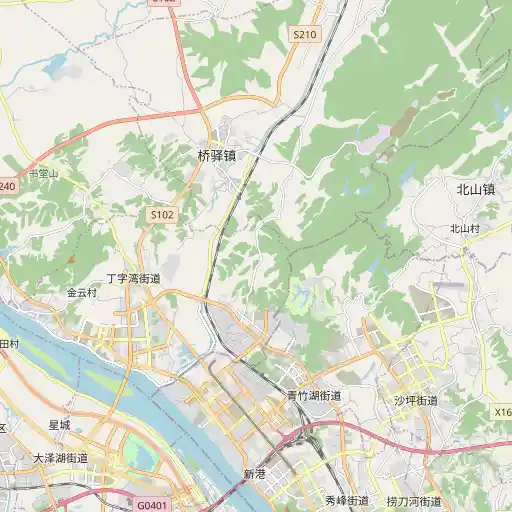 S210
桥驿镇
书堂山
240
北山镇
S102
北山村
丁字湾街道
金云村
田村
青竹湖街道
沙坪街道
X16
星城
区
大泽湖街道
新港
G0401
秀峰街道
捞刀河街道